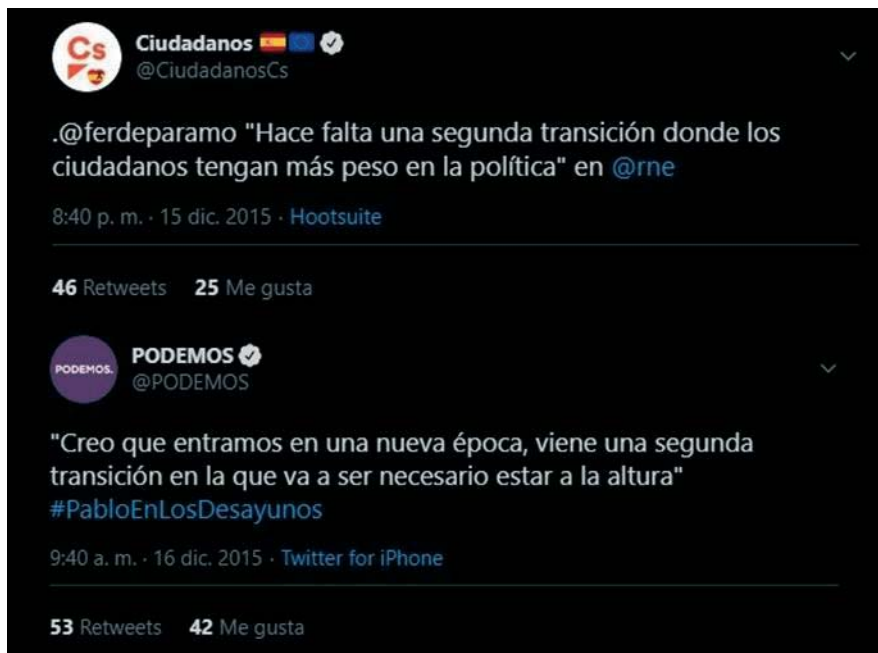 Cs
Ciudadanos
@CiudadanosCs
.@ferdeparamo "Hace falta una segunda transición donde los
ciudadanos tengan más peso en la política" en @rne
8:40 p. m. · 15 dic. 2015 · Hootsuite
46 Retweets 25 Me gusta
PODEMOS.
PODEMOS
@PODEMOS
"Creo que entramos en una nueva época, viene una segunda
transición en la que va a ser necesario estar a la altura"
#PabloEnLosDesayunos
9:40 a. m. · 16 dic. 2015 · Twitter for iPhone
53 Retweets 42 Me gusta